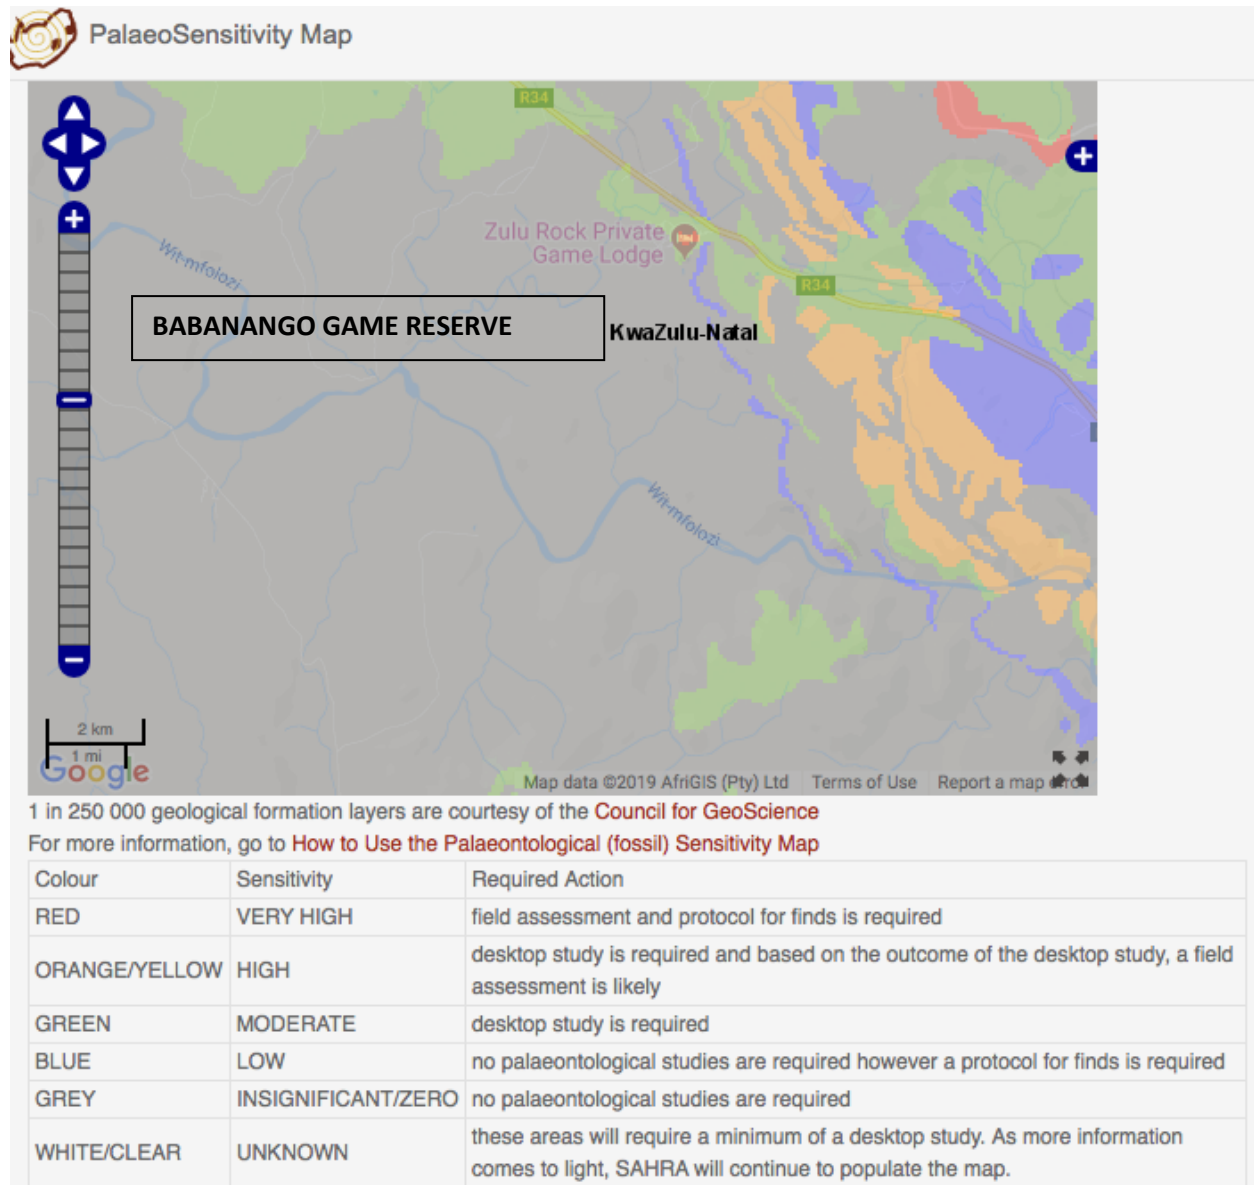 PalaeoSensitivity Map
R34
Zulu Rock Private
Game Lodge
Wit-mfolozi
R34
BABANANGO GAME RESERVE
KwaZulu-Natal
Wit-mfolozi
2 km
1 mi
Google
Map data ©2019 AfriGIS (Pty) Ltd Terms of Use Report a map error
1 in 250 000 geological formation layers are courtesy of the Council for GeoScience
For more information, go to How to Use the Palaeontological (fossil) Sensitivity Map
Colour Sensitivity Required Action
RED VERY HIGH field assessment and protocol for finds is required
ORANGE/YELLOW HIGH desktop study is required and based on the outcome of the desktop study, a field
assessment is likely
GREEN MODERATE desktop study is required
BLUE LOW no palaeontological studies are required however a protocol for finds is required
GREY INSIGNIFICANT/ZERO no palaeontological studies are required
WHITE/CLEAR UNKNOWN these areas will require a minimum of a desktop study. As more information
comes to light, SAHRA will continue to populate the map.